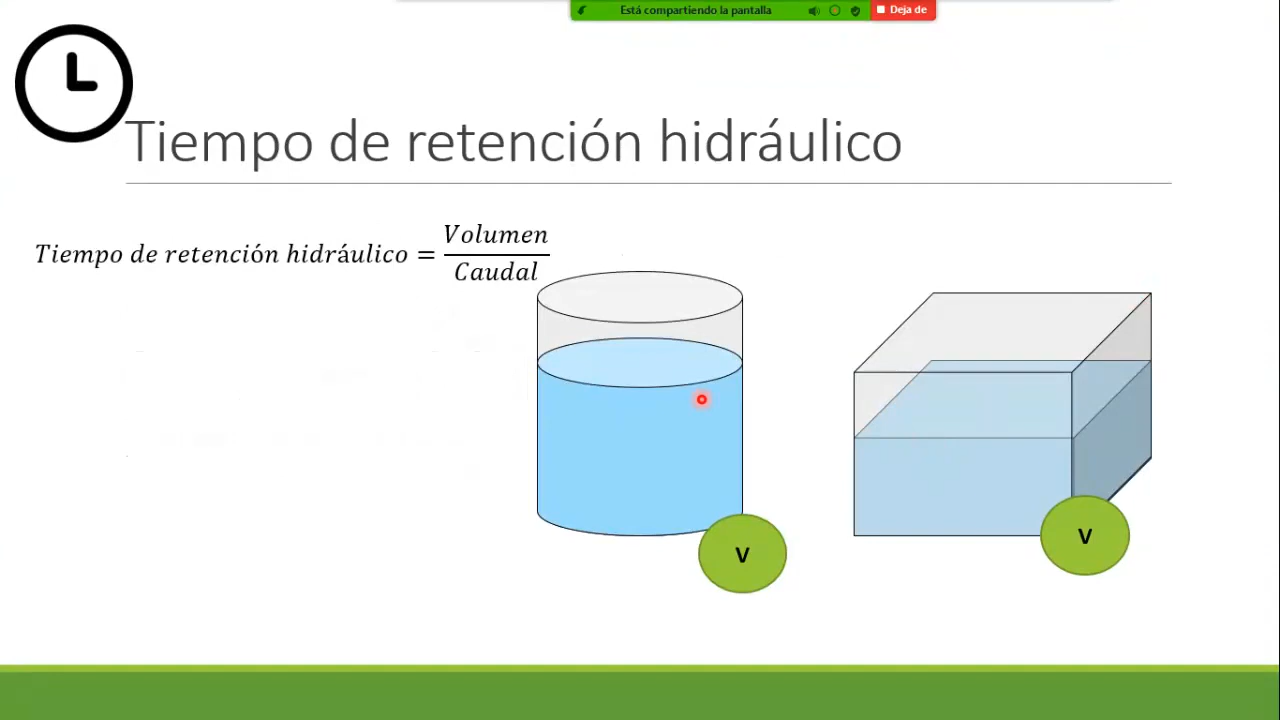 Está compartiendo la pantalla
Deja de
Tiempo de retención hidráulico
Tiempo de retención hidráulico = Volumen / Caudal
V
V